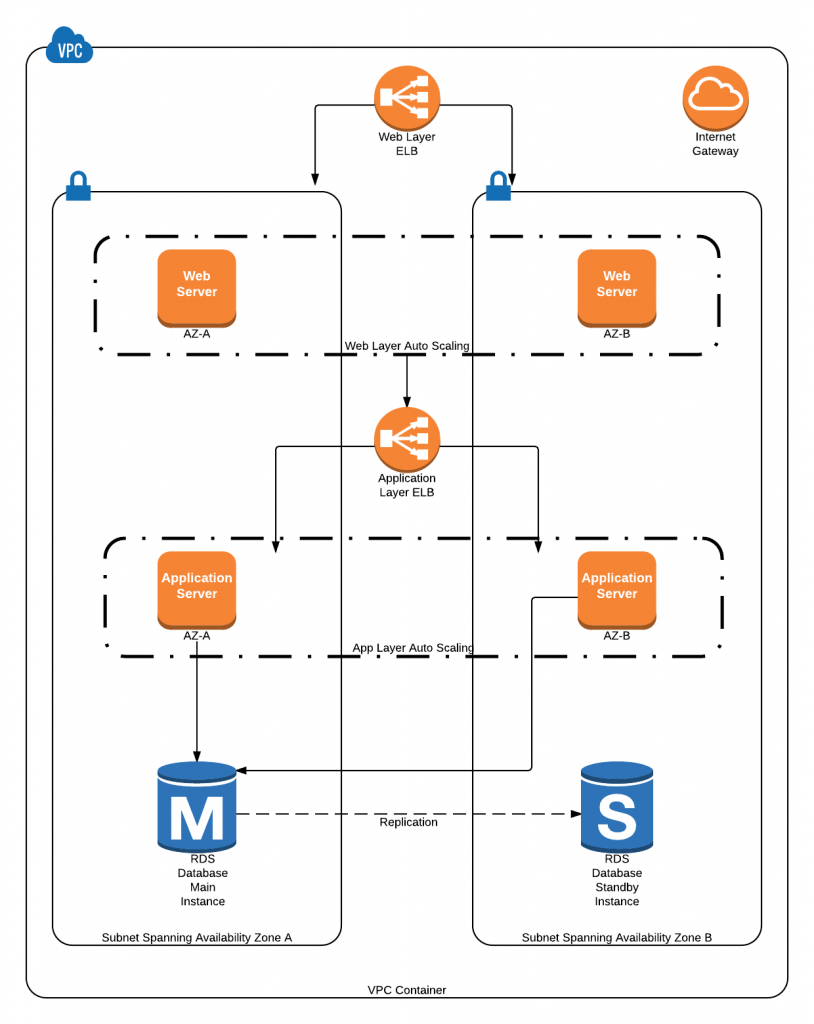 VPC
Web Layer
ELB
Internet
Gateway
Web
Server
AZ-A
Web
Server
AZ-B
Web Layer Auto Scaling
Application
Layer ELB
Application
Server
AZ-A
Application
Server
AZ-B
App Layer Auto Scaling
M
RDS
Database
Main
Instance
Replication
S
RDS
Database
Standby
Instance
Subnet Spanning Availability Zone A
Subnet Spanning Availability Zone B
VPC Container